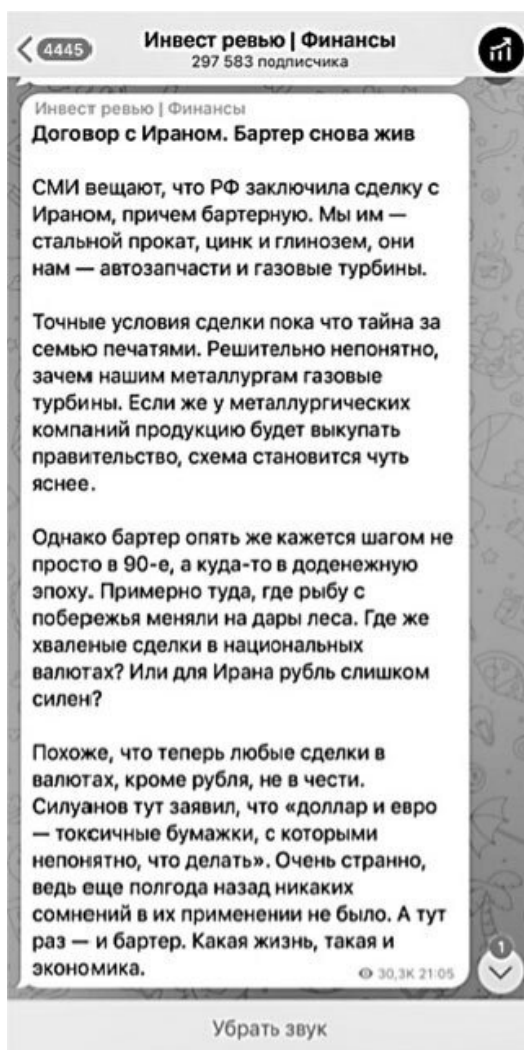 4445
Инвест ревью | Финансы
297 583 подписчика
Инвест ревью | Финансы
Договор с Ираном. Бартер снова жив
СМИ вещают, что РФ заключила сделку с
Ираном, причем бартерную. Мы им —
стальной прокат, цинк и глинозем, они
нам — автозапчасти и газовые турбины.
Точные условия сделки пока что тайна за
семью печатями. Решительно непонятно,
зачем нашим металлургам газовые
турбины. Если же у металлургических
компаний продукцию будет выкупать
правительство, схема становится чуть
яснее.
Однако бартер опять же кажется шагом не
просто в 90-е, а куда-то в доденежную
эпоху. Примерно туда, где рыбу с
побережья меняли на дары леса. Где же
хваленые сделки в национальных
валютах? Или для Ирана рубль слишком
силен?
Похоже, что теперь любые сделки в
валютах, кроме рубля, не в чести.
Силуанов тут заявил, что «доллар и евро
— токсичные бумажки, с которыми
непонятно, что делать». Очень странно,
ведь еще полгода назад никаких
сомнений в их применении не было. А тут
раз — и бартер. Какая жизнь, такая и
экономика.
30,3K 21:05
1
Убрать звук